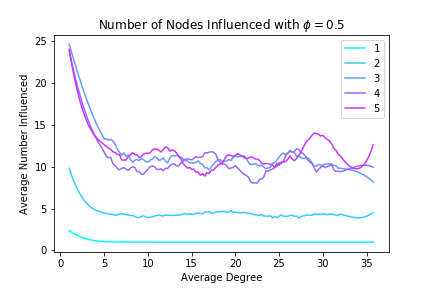 Number of Nodes Influenced with ϕ = 0.5
Average Number Influenced
25
20
15
10
5
0
1
2
3
4
5
0 5 10 15 20 25 30 35
Average Degree